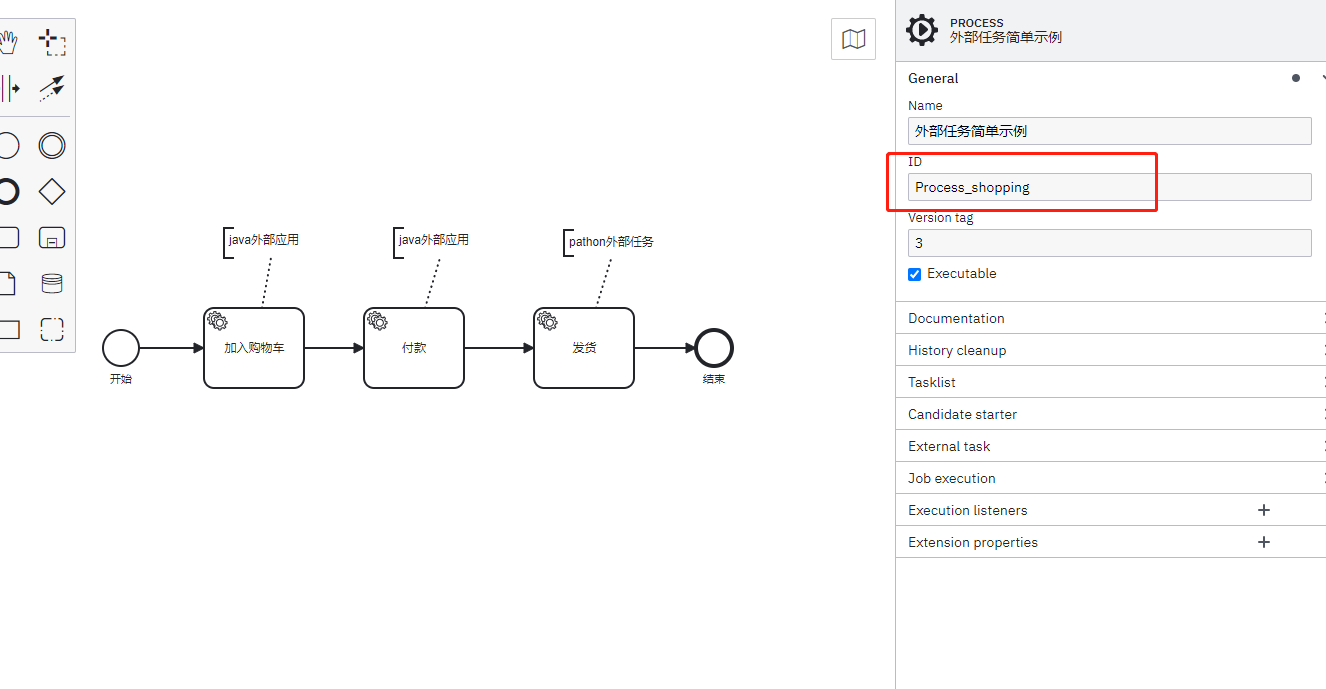 java外部应用
java外部应用
pathon外部任务
加入购物车
付款
发货
开始
结束
PROCESS
外部任务简单示例
General
Name
外部任务简单示例
ID
Process_shopping
Version tag
3
Executable
Documentation
History cleanup
Tasklist
Candidate starter
External task
Job execution
Execution listeners
Extension properties